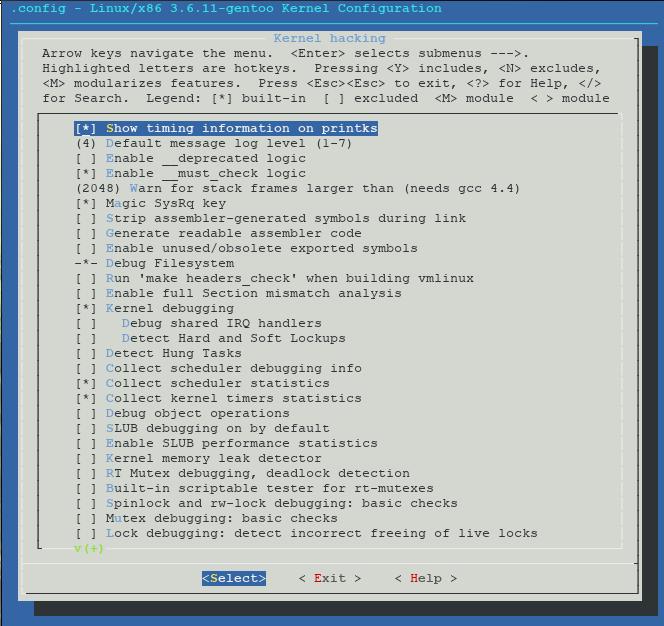 .config - Linux/x86 3.6.11-gentoo Kernel Configuration
Kernel hacking
Arrow keys navigate the menu.  <Enter> selects submenus --->.
Highlighted letters are hotkeys.  Pressing <Y> includes, <N> excludes,
<M> modularizes features.  Press <Esc><Esc> to exit, <?> for Help, </>
for Search.  Legend: [*] built-in  [ ] excluded  <M> module  < > module
[*] Show timing information on printks
(4) Default message log level (1-7)
[ ] Enable __deprecated logic
[*] Enable __must_check logic
(2048) Warn for stack frames larger than (needs gcc 4.4)
[*] Magic SysRq key
[ ] Strip assembler-generated symbols during link
[ ] Generate readable assembler code
[ ] Enable unused/obsolete exported symbols
-*- Debug Filesystem
[ ] Run 'make headers_check' when building vmlinux
[ ] Enable full Section mismatch analysis
[*] Kernel debugging
[ ]   Debug shared IRQ handlers
[ ]   Detect Hard and Soft Lockups
[ ] Detect Hung Tasks
[ ] Collect scheduler debugging info
[*] Collect scheduler statistics
[*] Collect kernel timers statistics
[ ] Debug object operations
[ ] SLUB debugging on by default
[ ] Enable SLUB performance statistics
[ ] Kernel memory leak detector
[ ] RT Mutex debugging, deadlock detection
[ ] Built-in scriptable tester for rt-mutexes
[ ] Spinlock and rw-lock debugging: basic checks
[ ] Mutex debugging: basic checks
[ ] Lock debugging: detect incorrect freeing of live locks
v(+)
<Select>    < Exit >    < Help >